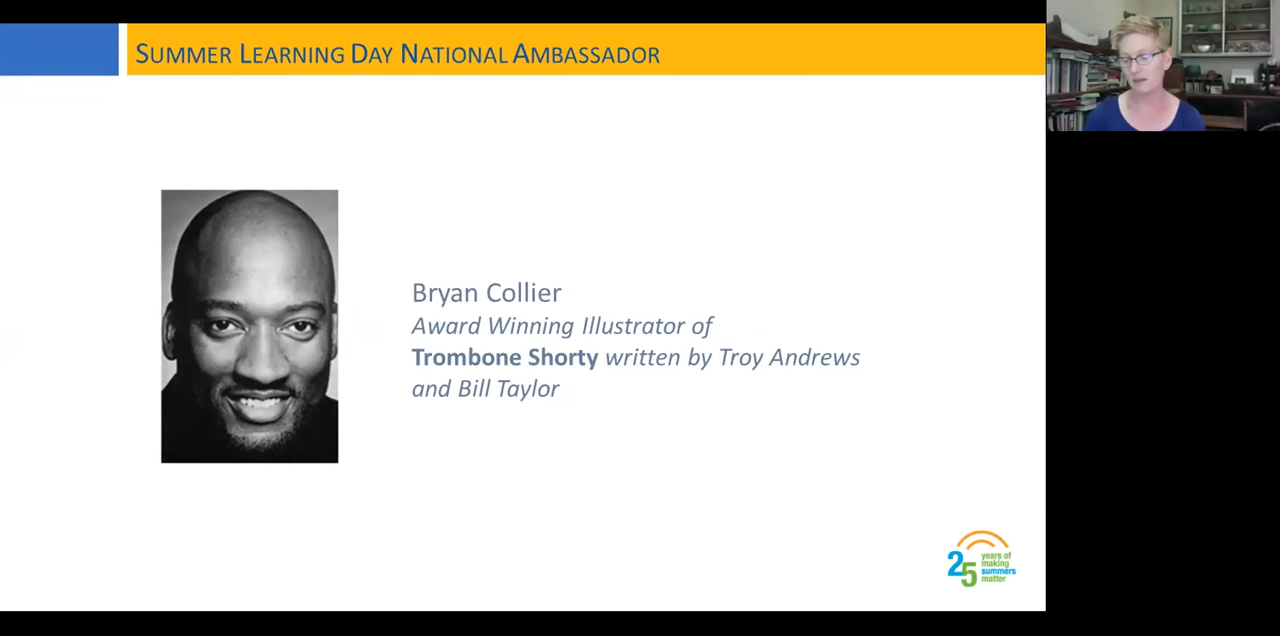 SUMMER LEARNING DAY NATIONAL AMBASSADOR
Bryan Collier
Award Winning Illustrator of
Trombone Shorty written by Troy Andrews
and Bill Taylor
25
years of
making
summers
matter